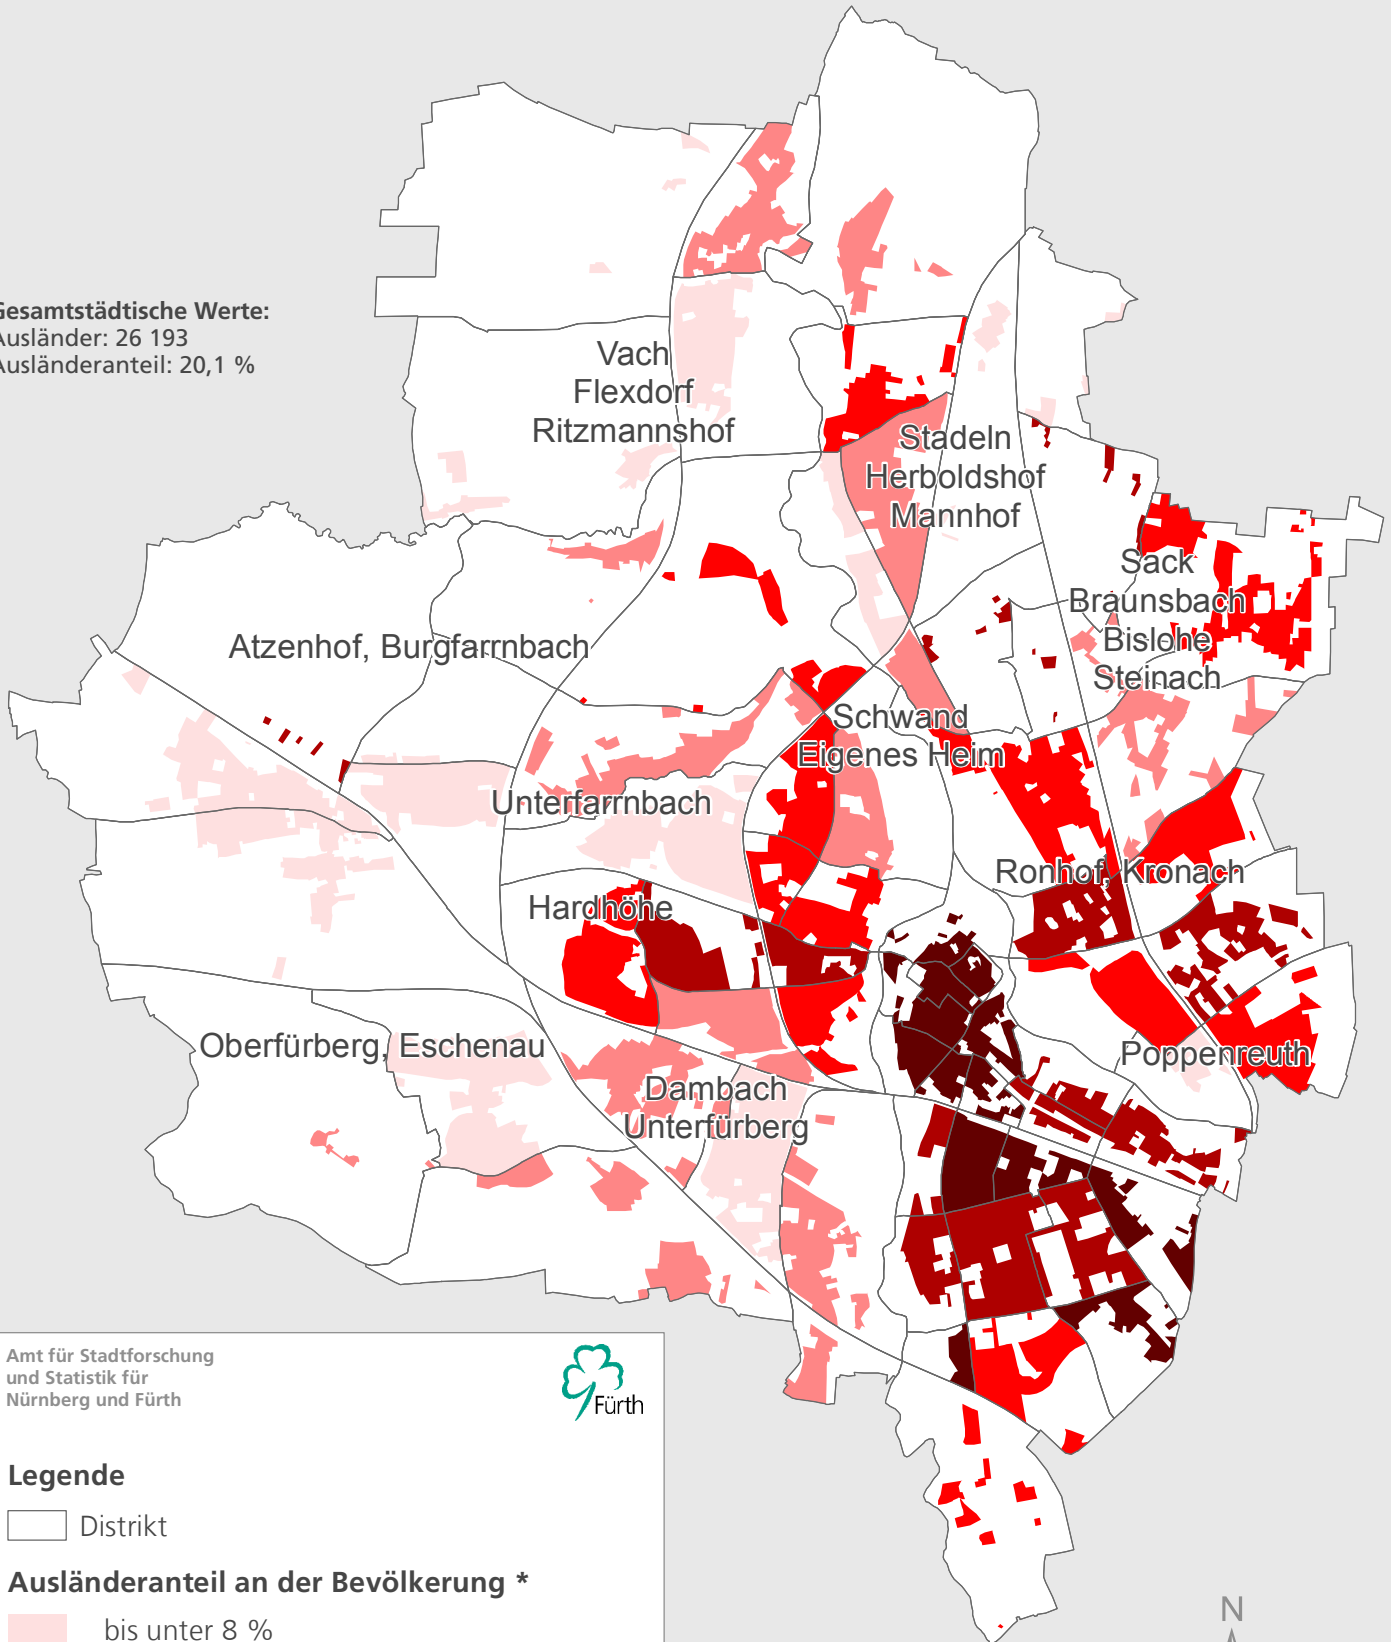 Gesamtstädtische Werte:
Ausländer: 26 193
Ausländeranteil: 20,1 %
Vach
Flexdorf
Ritzmannshof
Stadeln
Herboldshof
Mannhof
Sack
Braunsbach
Bislohe
Steinach
Atzenhof, Burgfarrnbach
Schwand
Eigenes Heim
Unterfarrnbach
Ronhof, Kronach
Hardhöhe
Oberfürberg, Eschenau
Poppenreuth
Dambach
Unterfürberg
Amt für Stadtforschung
und Statistik für
Nürnberg und Fürth
Fürth
Legende
Distrikt
Ausländeranteil an der Bevölkerung *
bis unter 8 %
N